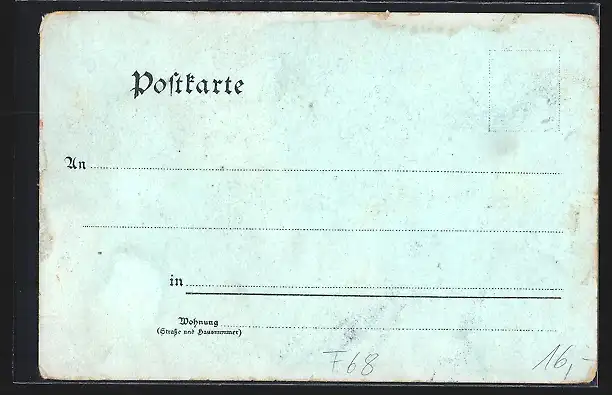 Poſtkarte
An
in
Wohnung
(Straße und Hausnummer)
F68 16,-